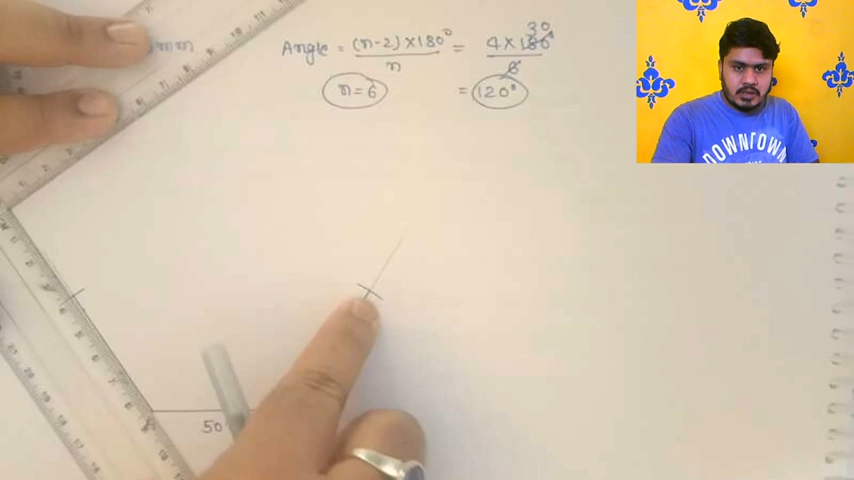 Angle = (n-2)×180° / n = 4×180 30 / 6
n=6 = 120°
50
DOWNTOWN